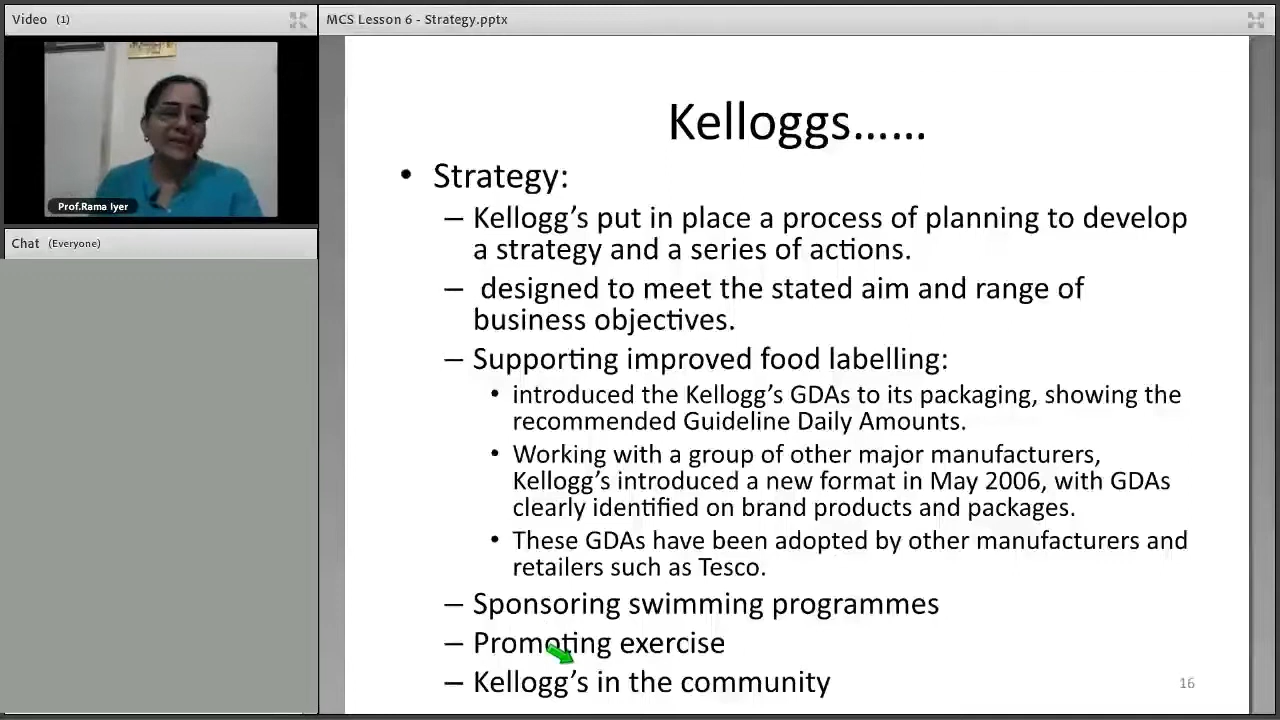 Video (1)
MCS Lesson 6 - Strategy.pptx
Prof.Rama Iyer
Chat (Everyone)
Kelloggs……
• Strategy:
– Kellogg’s put in place a process of planning to develop
a strategy and a series of actions.
– designed to meet the stated aim and range of
business objectives.
– Supporting improved food labelling:
• introduced the Kellogg’s GDAs to its packaging, showing the
recommended Guideline Daily Amounts.
• Working with a group of other major manufacturers,
Kellogg’s introduced a new format in May 2006, with GDAs
clearly identified on brand products and packages.
• These GDAs have been adopted by other manufacturers and
retailers such as Tesco.
– Sponsoring swimming programmes
– Promoting exercise
– Kellogg’s in the community
16